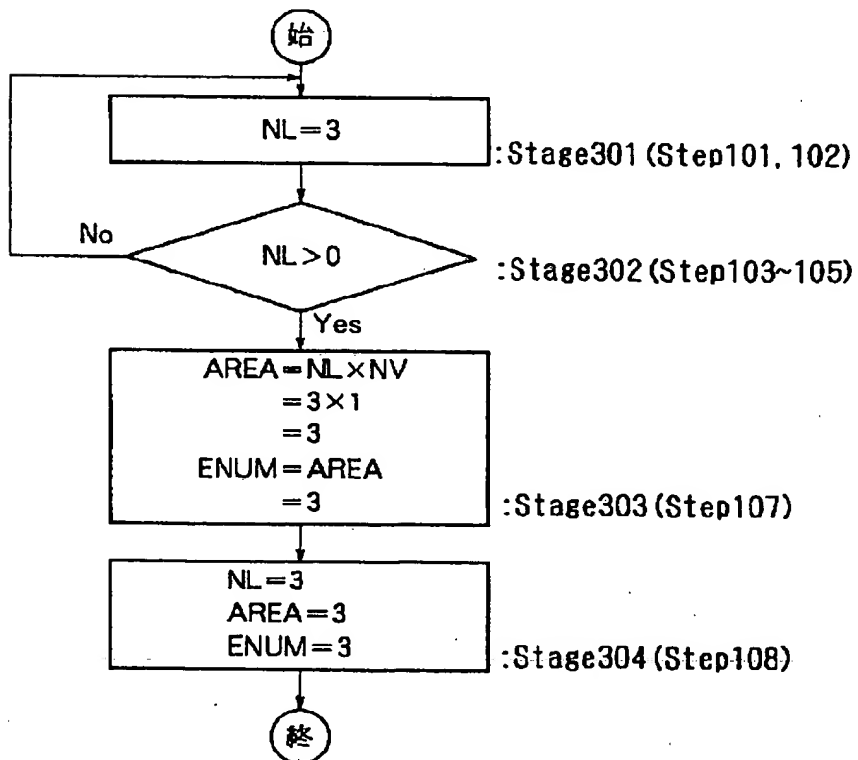 始
NL=3
:Stage301(Step101, 102)
No
NL>0
:Stage302(Step103~105)
Yes
AREA=NL×NV
=3×1
=3
ENUM=AREA
=3
:Stage303(Step107)
NL=3
AREA=3
ENUM=3
:Stage304(Step108)
終